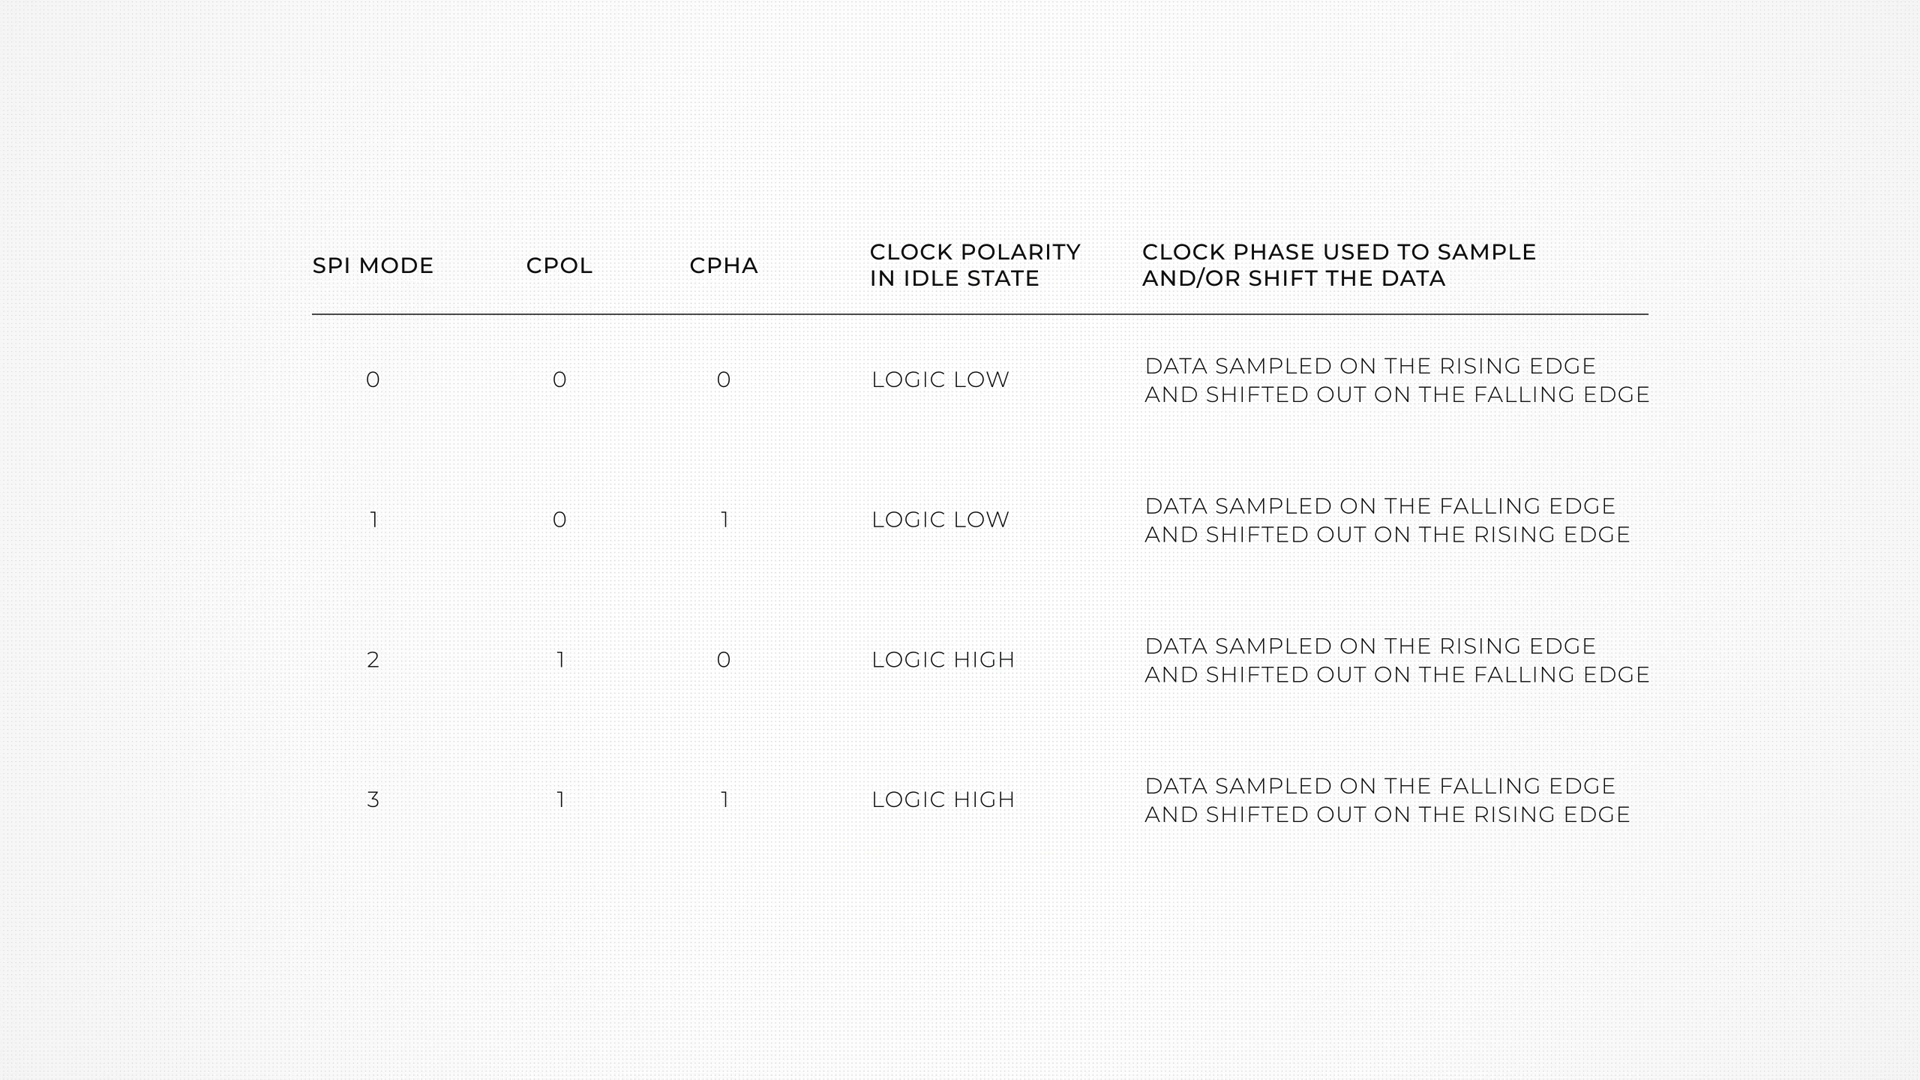 SPI MODE CPOL CPHA CLOCK POLARITY IN IDLE STATE CLOCK PHASE USED TO SAMPLE AND/OR SHIFT THE DATA
0 0 0 LOGIC LOW DATA SAMPLED ON THE RISING EDGE
AND SHIFTED OUT ON THE FALLING EDGE
1 0 1 LOGIC LOW DATA SAMPLED ON THE FALLING EDGE
AND SHIFTED OUT ON THE RISING EDGE
2 1 0 LOGIC HIGH DATA SAMPLED ON THE RISING EDGE
AND SHIFTED OUT ON THE FALLING EDGE
3 1 1 LOGIC HIGH DATA SAMPLED ON THE FALLING EDGE
AND SHIFTED OUT ON THE RISING EDGE